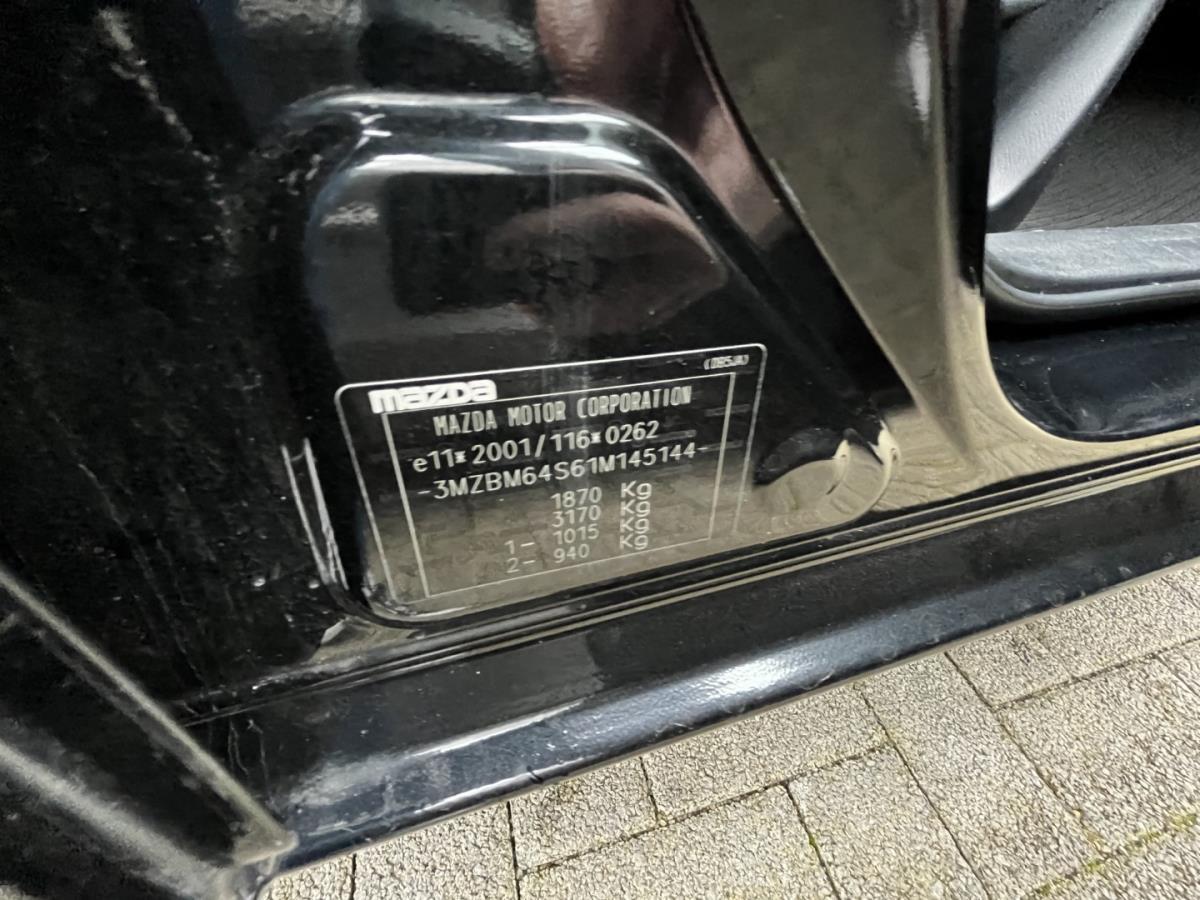 (DB5JA)
mazda
MAZDA MOTOR CORPORATION
e11*2001/116*0262
-3MZBM64S61M145144-
1870 Kg
3170 Kg
1- 1015 Kg
2- 940 Kg